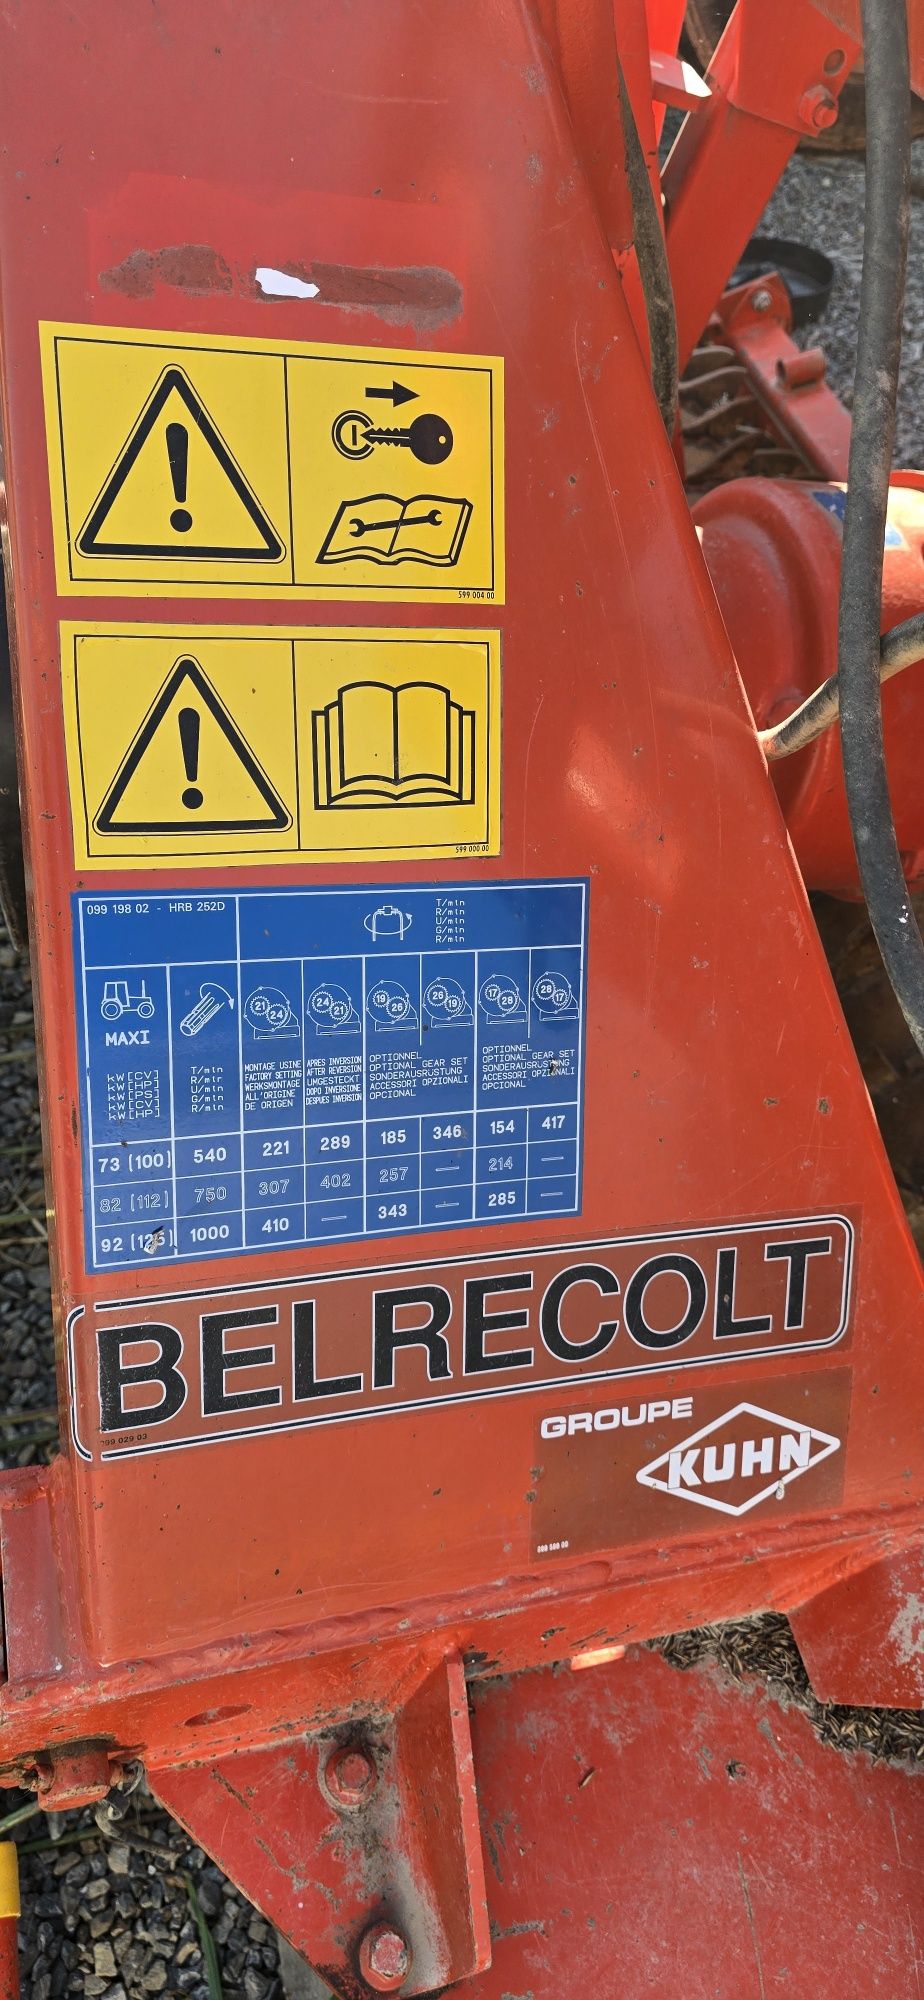 599 004 00
599 000 00
099 198 02 - HRB 252D
T/mln
R/mln
U/mln
G/mln
R/mln
21 24 24 21 19 26 26 19 17 28 28 17
MAXI
kW[CV]
kW[HP]
kW[PS]
kW[CV]
kW[HP]
T/mln
R/mln
U/mln
G/mln
R/mln
MONTAGE USINE
FACTORY SETTING
WERKSMONTAGE
ALL'ORIGINE
DE ORIGEN
APRES INVERSION
AFTER REVERSION
UMGESTECKT
DOPO INVERSIONE
DESPUES INVERSION
OPTIONNEL
OPTIONAL GEAR SET
SONDERAUSRÜSTUNG
ACCESSORI OPZIONALI
OPCIONAL
OPTIONNEL
OPTIONAL GEAR SET
SONDERAUSRÜSTUNG
ACCESSORI OPZIONALI
OPCIONAL
73 (100) 540 221 289 185 346 154 417
82 (112) 750 307 402 257 — 214 —
92 (125) 1000 410 — 343 — 285 —
BELRECOLT
099 029 03
GROUPE
KUHN